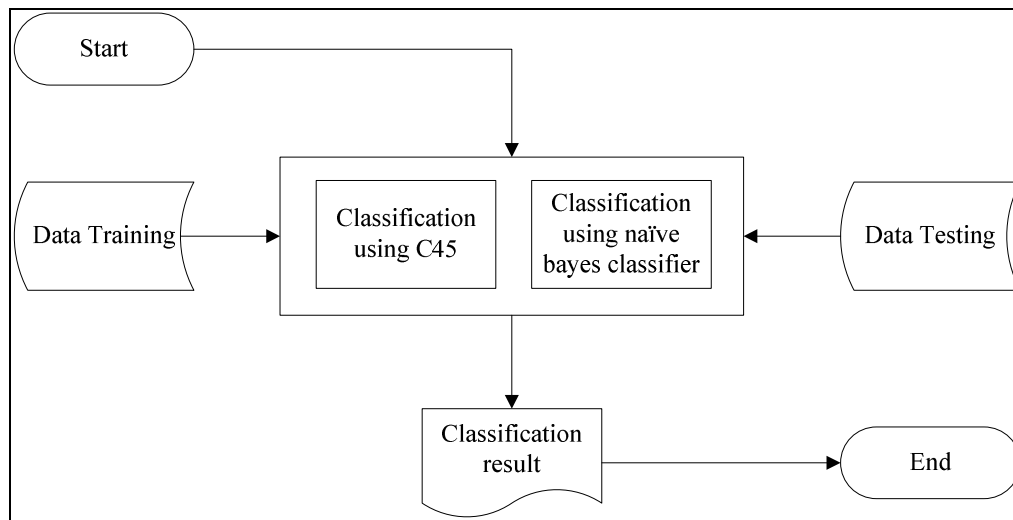 Start
Data Training
Classification
using C45
Classification
using naïve
bayes classifier
Data Testing
Classification
result
End